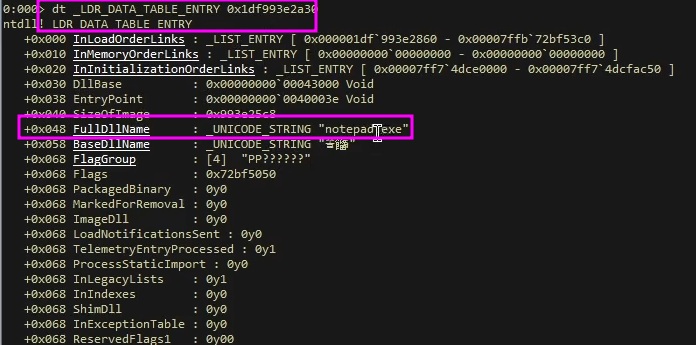 0:000> dt _LDR_DATA_TABLE_ENTRY 0x1df993e2a30
ntdll!_LDR_DATA_TABLE_ENTRY
+0x000 InLoadOrderLinks : _LIST_ENTRY [ 0x000001df`993e2860 - 0x00007ffb`72bf53c0 ]
+0x010 InMemoryOrderLinks : _LIST_ENTRY [ 0x00000000`00000000 - 0x00000000`00000000 ]
+0x020 InInitializationOrderLinks : _LIST_ENTRY [ 0x00007ff7`4dce0000 - 0x00007ff7`4dcfac50 ]
+0x030 DllBase : 0x00000000`00043000 Void
+0x038 EntryPoint : 0x00000000`0040003e Void
+0x040 SizeOfImage : 0x993e25c8
+0x048 FullDllName : _UNICODE_STRING "notepad.exe"
+0x058 BaseDllName : _UNICODE_STRING
+0x068 FlagGroup : [4] "PP??????"
+0x068 Flags : 0x72bf5050
+0x068 PackagedBinary : 0y0
+0x068 MarkedForRemoval : 0y0
+0x068 ImageDll : 0y0
+0x068 LoadNotificationsSent : 0y0
+0x068 TelemetryEntryProcessed : 0y1
+0x068 ProcessStaticImport : 0y0
+0x068 InLegacyLists : 0y1
+0x068 InIndexes : 0y0
+0x068 ShimDll : 0y0
+0x068 InExceptionTable : 0y0
+0x068 ReservedFlags1 : 0y00